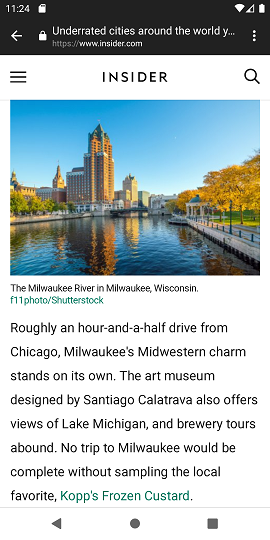 11:24
Underrated cities around the world y...
https://www.insider.com
INSIDER
The Milwaukee River in Milwaukee, Wisconsin.
f11photo/Shutterstock
Roughly an hour-and-a-half drive from
Chicago, Milwaukee's Midwestern charm
stands on its own. The art museum
designed by Santiago Calatrava also offers
views of Lake Michigan, and brewery tours
abound. No trip to Milwaukee would be
complete without sampling the local
favorite, Kopp's Frozen Custard.